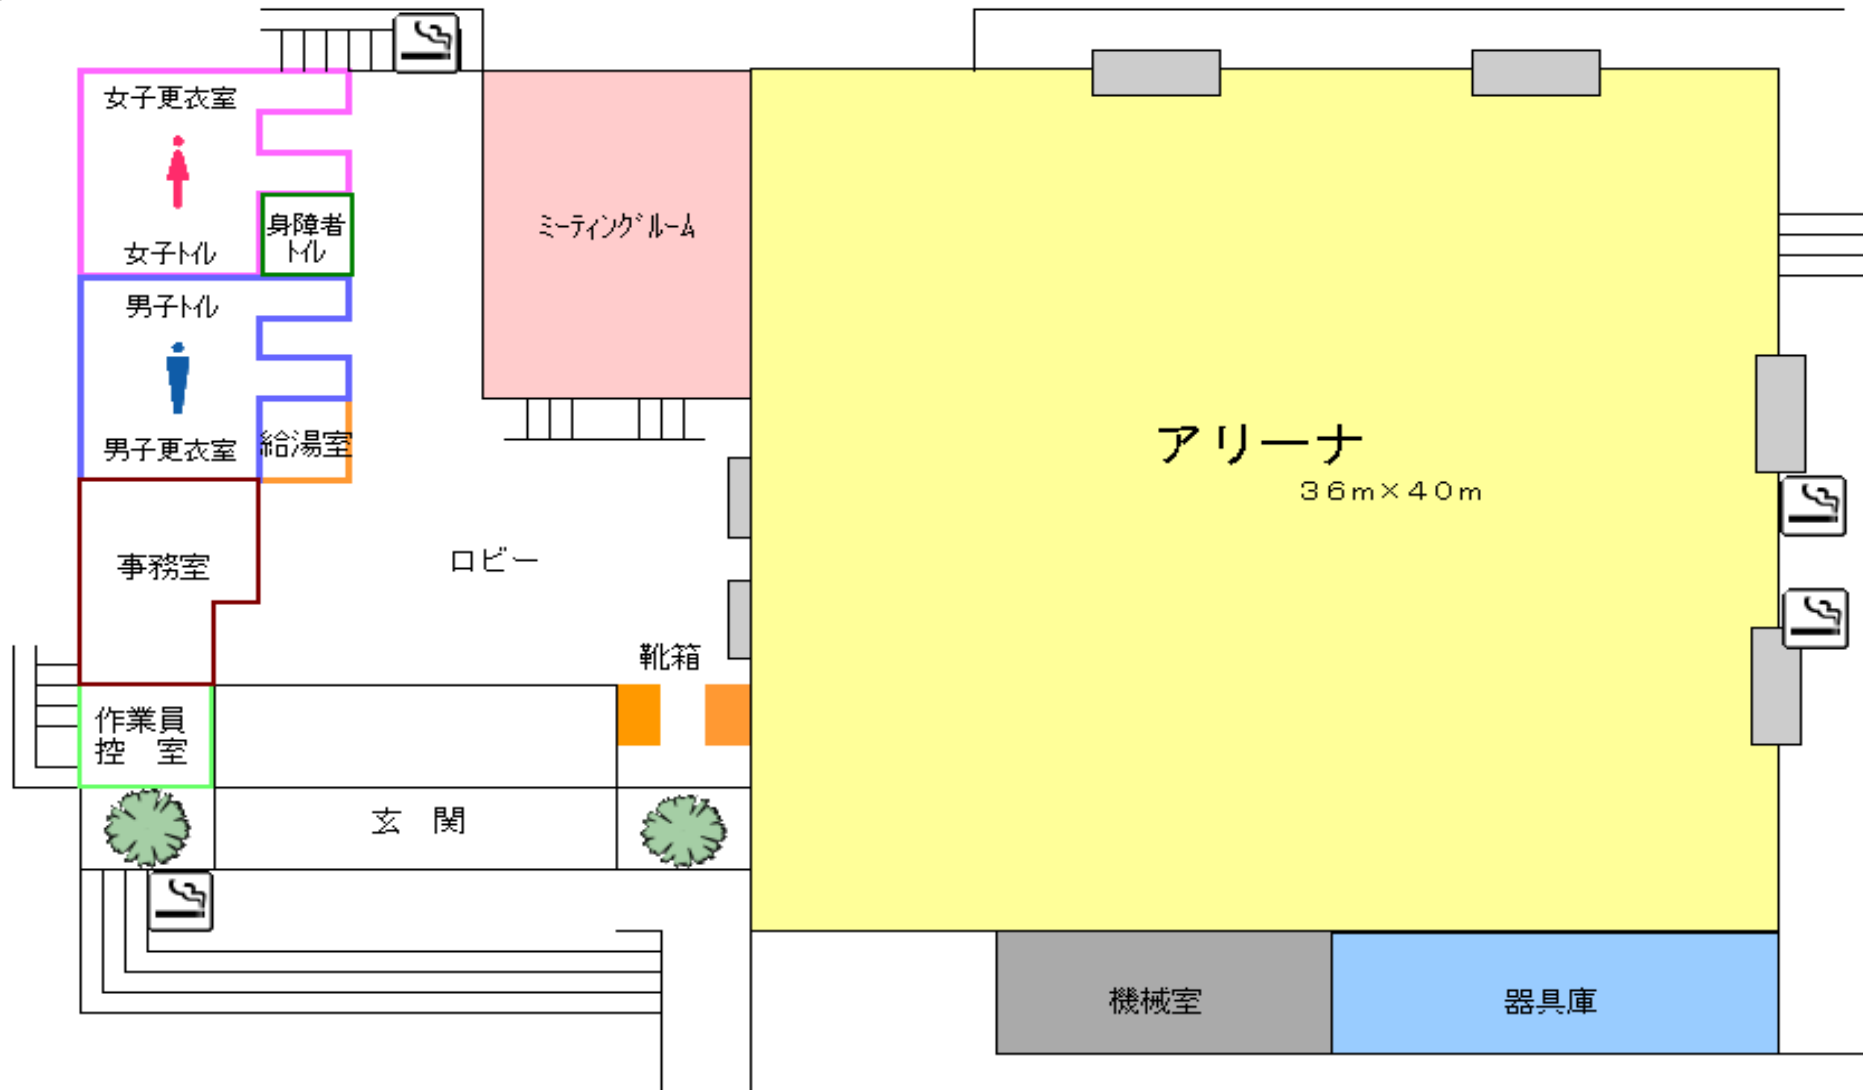 女子更衣室
女子ﾄｲﾚ
身障者
ﾄｲﾚ
男子ﾄｲﾚ
男子更衣室
給湯室
事務室
作業員
控　室
ﾐｰﾃｨﾝｸﾞﾙｰﾑ
ロビー
靴箱
玄　関
アリーナ
３６ｍ×４０ｍ
機械室
器具庫